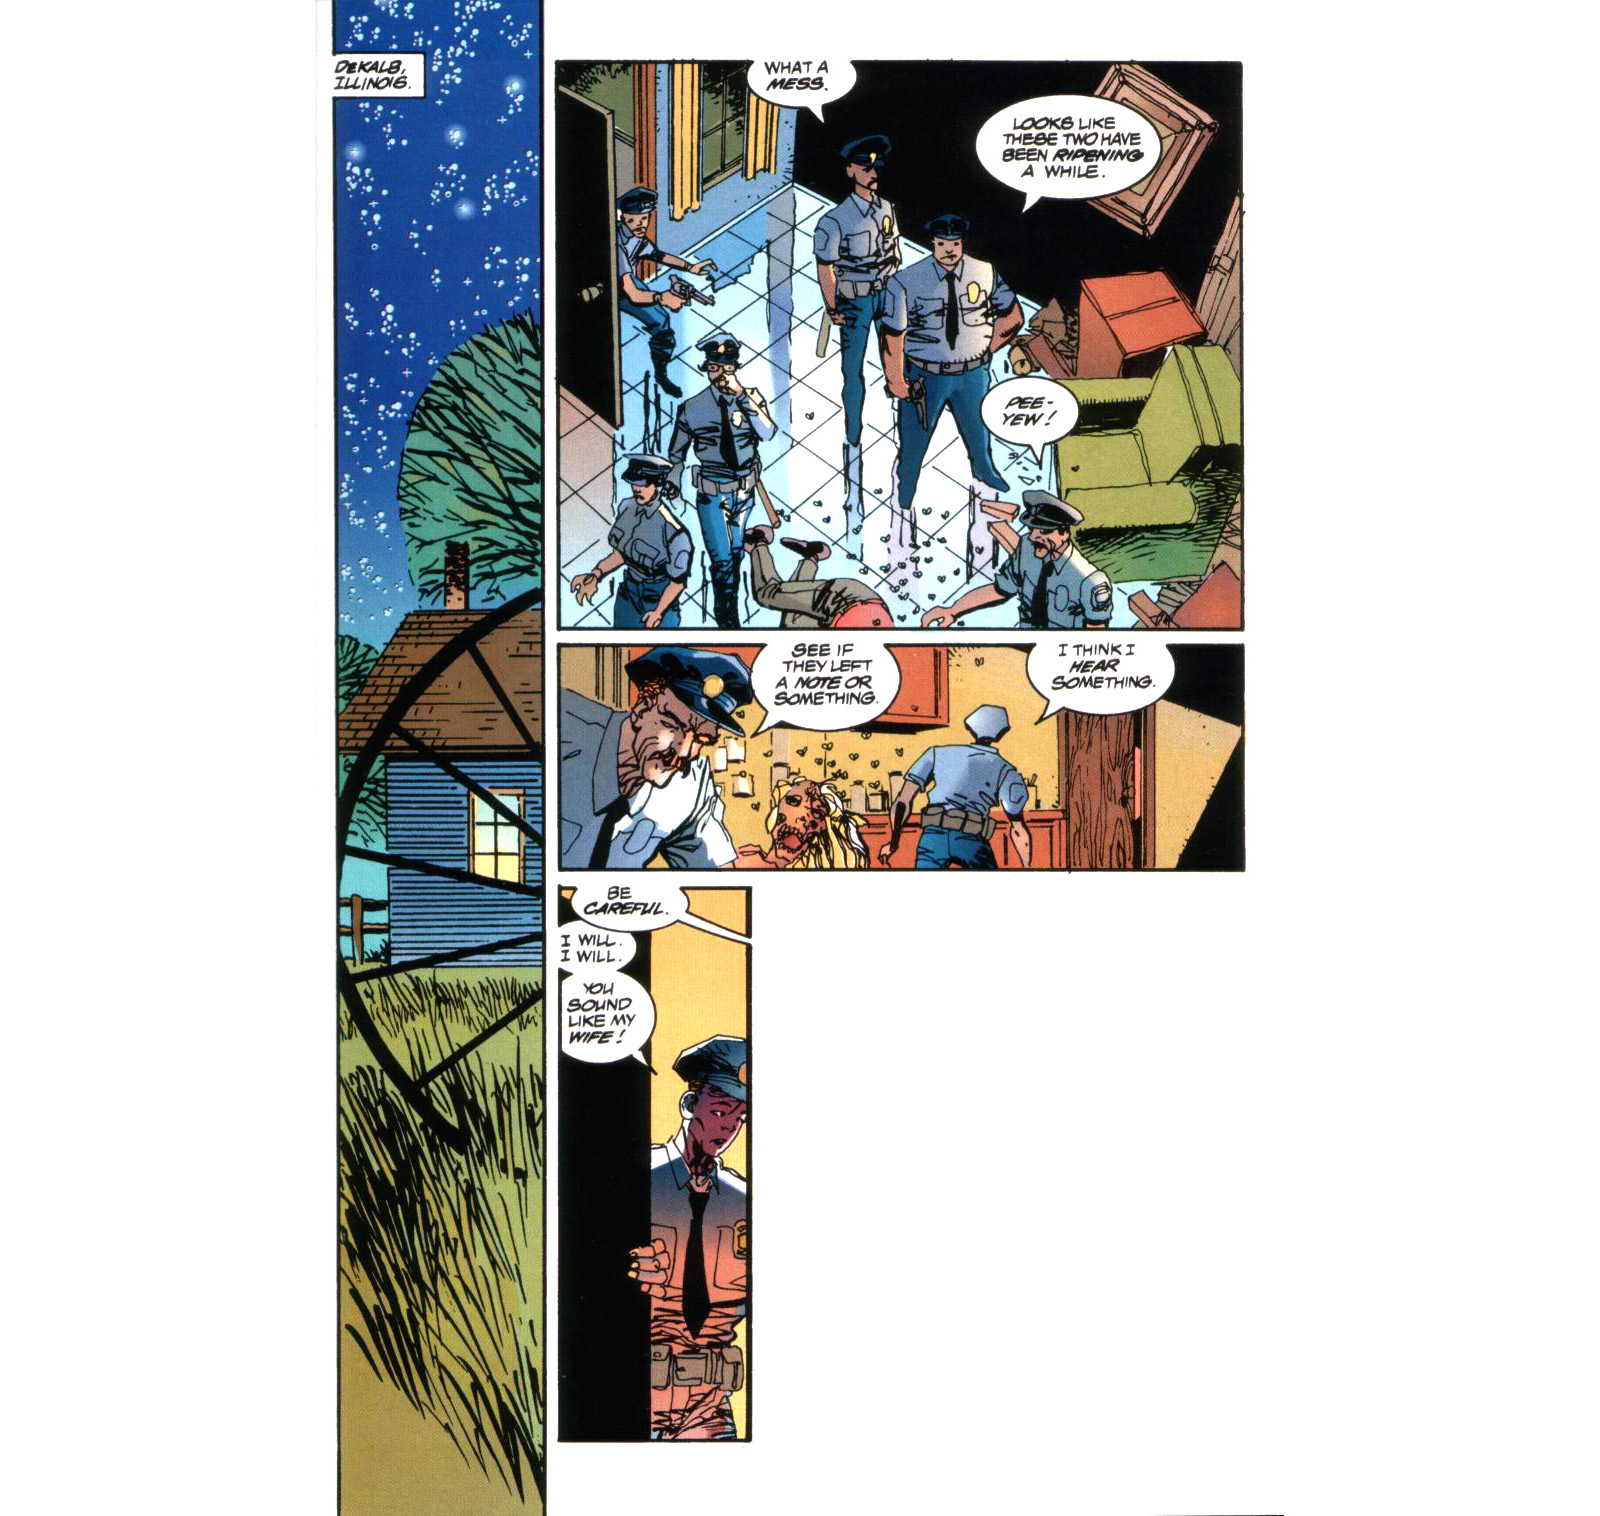 DEKALB,
ILLINOIS.
WHAT A
MESS.
LOOKS LIKE
THESE TWO HAVE
BEEN RIPENING
A WHILE.
PEE-
YEW!
SEE IF
THEY LEFT
A NOTE OR
SOMETHING.
I THINK I
HEAR
SOMETHING.
BE
CAREFUL.
I WILL.
I WILL.
YOU
SOUND
LIKE MY
WIFE!